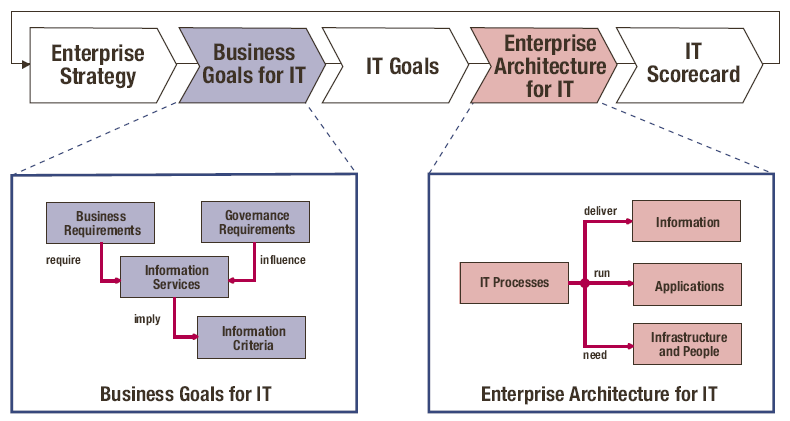 Enterprise
Strategy
Business
Goals for IT
IT Goals
Enterprise
Architecture
for IT
IT
Scorecard
Business
Requirements
Governance
Requirements
require
influence
Information
Services
imply
Information
Criteria
Business Goals for IT
deliver
Information
IT Processes
run
Applications
need
Infrastructure
and People
Enterprise Architecture for IT